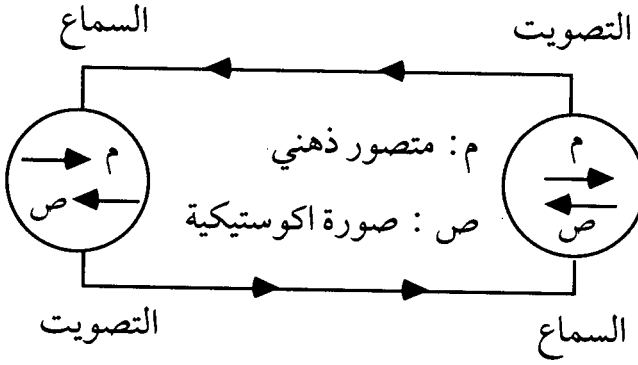 التصويت السماع
م م : متصور ذهني م
ص ص : صورة اكوستيكية ص
السماع التصويت